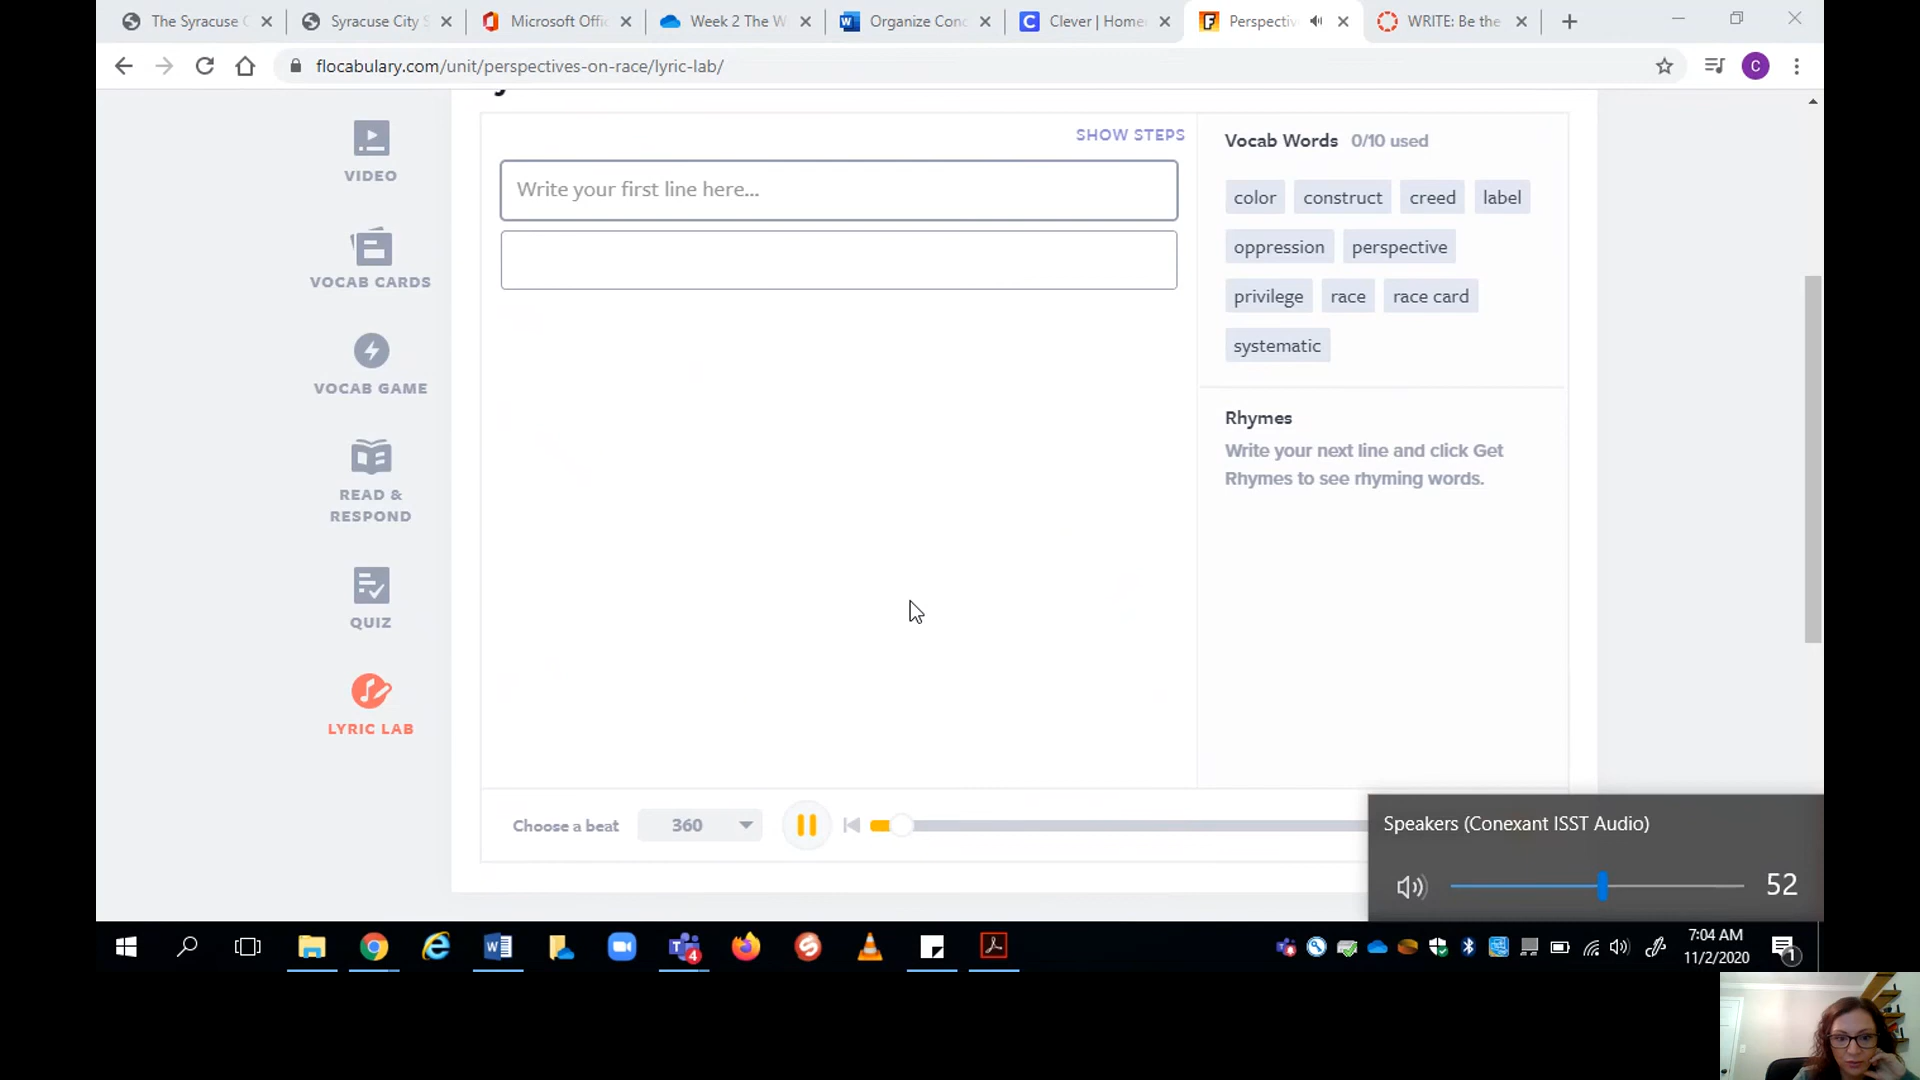 The Syracuse C
Syracuse City S
Microsoft Offi
Week 2 The W
Organize Conc
Clever | Home
Perspectiv
WRITE: Be the
flocabulary.com/unit/perspectives-on-race/lyric-lab/
C
VIDEO
VOCAB CARDS
VOCAB GAME
READ &
RESPOND
QUIZ
LYRIC LAB
SHOW STEPS
Write your first line here...
Vocab Words 0/10 used
color construct creed label
oppression perspective
privilege race race card
systematic
Rhymes
Write your next line and click Get
Rhymes to see rhyming words.
Choose a beat 360
Speakers (Conexant ISST Audio)
52
4
7:04 AM
11/2/2020
1